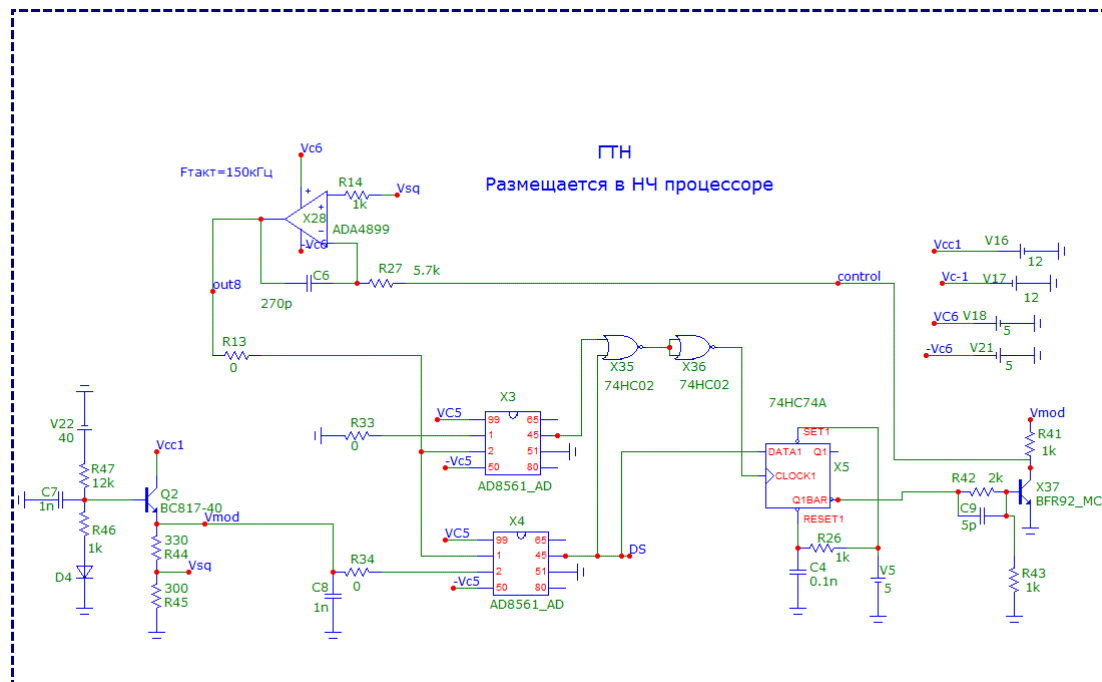 ГТН
Размещается в НЧ процессоре
Fтакт=150кГц
Vc6
R14
1k
Vsq
X28
ADA4899
-Vc6
C6
270p
R27
5.7k
control
out8
R13
0
Vcc1
V16
12
Vc-1
V17
12
VC6
V18
5
-Vc6
V21
5
X35
74HC02
X36
74HC02
X3
VC5
99
65
R33
0
1
45
2
51
-Vc5
50
80
AD8561_AD
X4
VC5
99
65
1
45
DS
R34
0
2
51
-Vc5
50
80
AD8561_AD
74HC74A
SET1
DATA1
Q1
X5
CLOCK1
Q1BAR
RESET1
R26
1k
C4
0.1n
V5
5
Vmod
R41
1k
R42
2k
X37
BFR92_MC
C9
5p
R43
1k
V22
40
Vcc1
R47
12k
C7
1n
Q2
BC817-40
R46
1k
Vmod
330
R44
Vsq
D4
300
R45
C8
1n